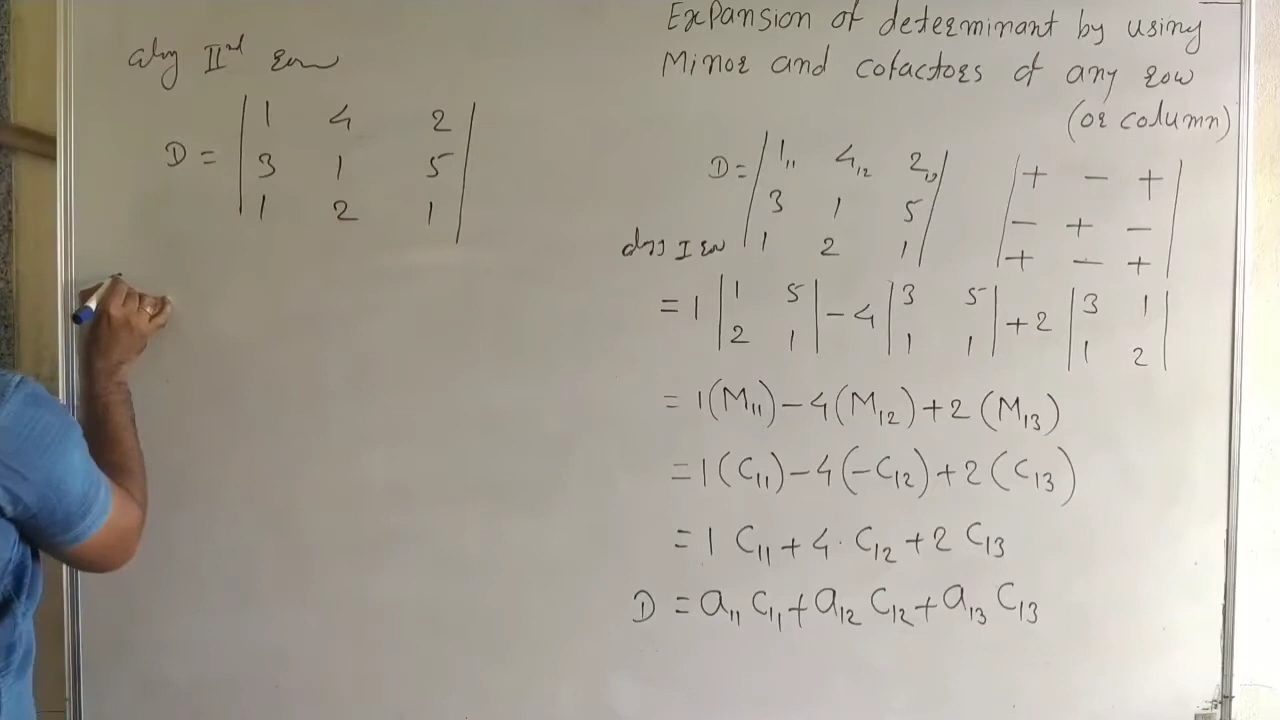 along IInd row
D = | 1 4 2 |
| 3 1 5 |
| 1 2 1 |
Expansion of determinant by using
Minor and cofactors of any row
(or column)
D = | 1₁₁ 4₁₂ 2₁₃ | | + − + |
| 3 1 5 | | − + − |
along I row | 1 2 1 | | + − + |
= 1 | 1 5 | − 4 | 3 5 | + 2 | 3 1 |
| 2 1 | | 1 1 | | 1 2 |
= 1(M₁₁) − 4(M₁₂) + 2(M₁₃)
= 1(C₁₁) − 4(−C₁₂) + 2(C₁₃)
= 1 C₁₁ + 4 · C₁₂ + 2 C₁₃
D = a₁₁ C₁₁ + a₁₂ C₁₂ + a₁₃ C₁₃